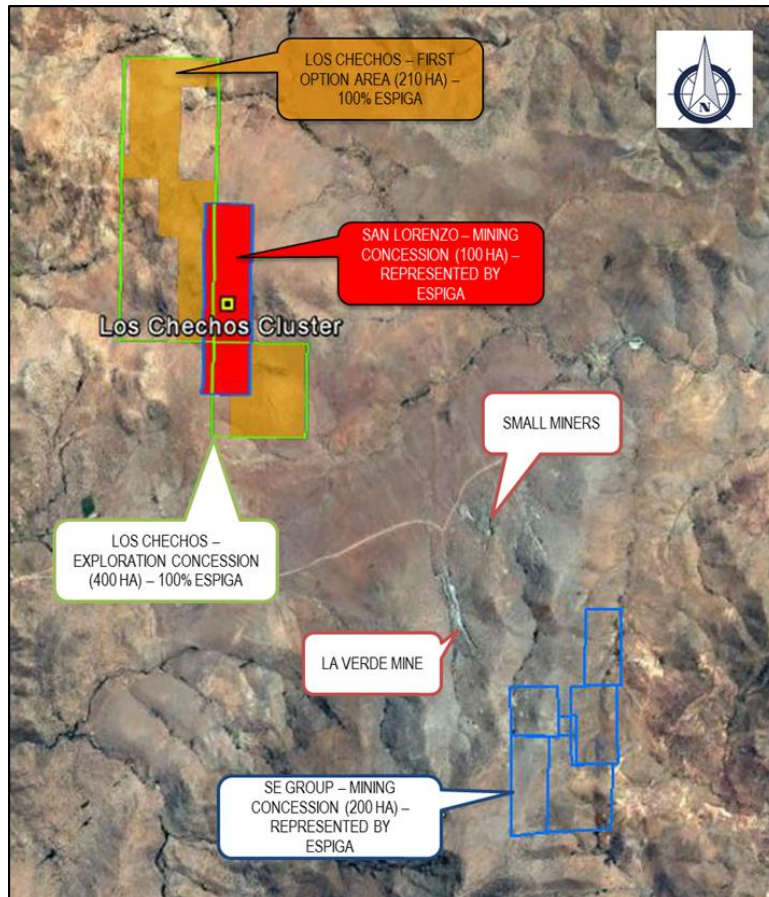 LOS CHECHOS – FIRST
OPTION AREA (210 HA) –
100% ESPIGA
N
SAN LORENZO – MINING
CONCESSION (100 HA) –
REPRESENTED BY
ESPIGA
Los Chechos Cluster
SMALL MINERS
LOS CHECHOS –
EXPLORATION CONCESSION
(400 HA) – 100% ESPIGA
LA VERDE MINE
SE GROUP – MINING
CONCESSION (200 HA) –
REPRESENTED BY
ESPIGA